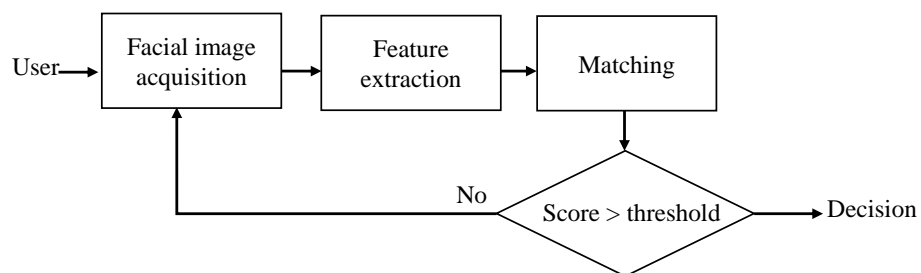 User
Facial image
acquisition
Feature
extraction
Matching
No
Score > threshold
Decision